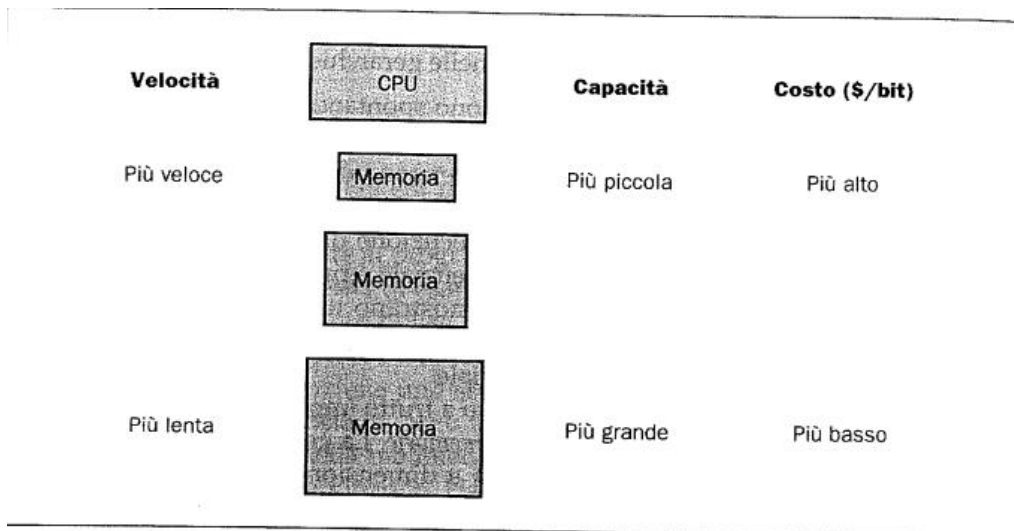 Velocità CPU Capacità Costo ($/bit)
Più veloce Memoria Più piccola Più alto
Memoria
Più lenta Memoria Più grande Più basso